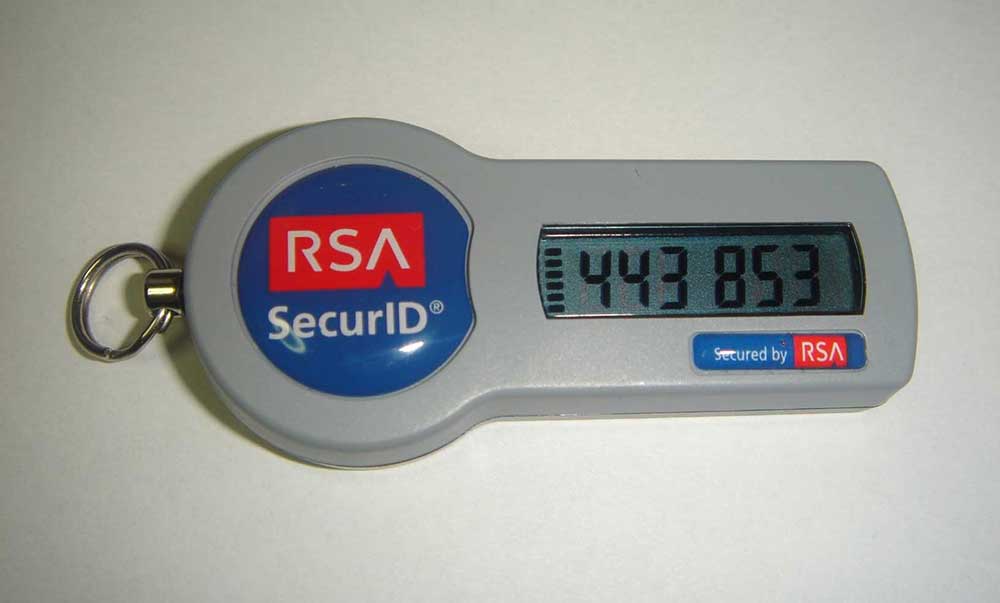 RSA
SecurID®
443 853
Secured by RSA